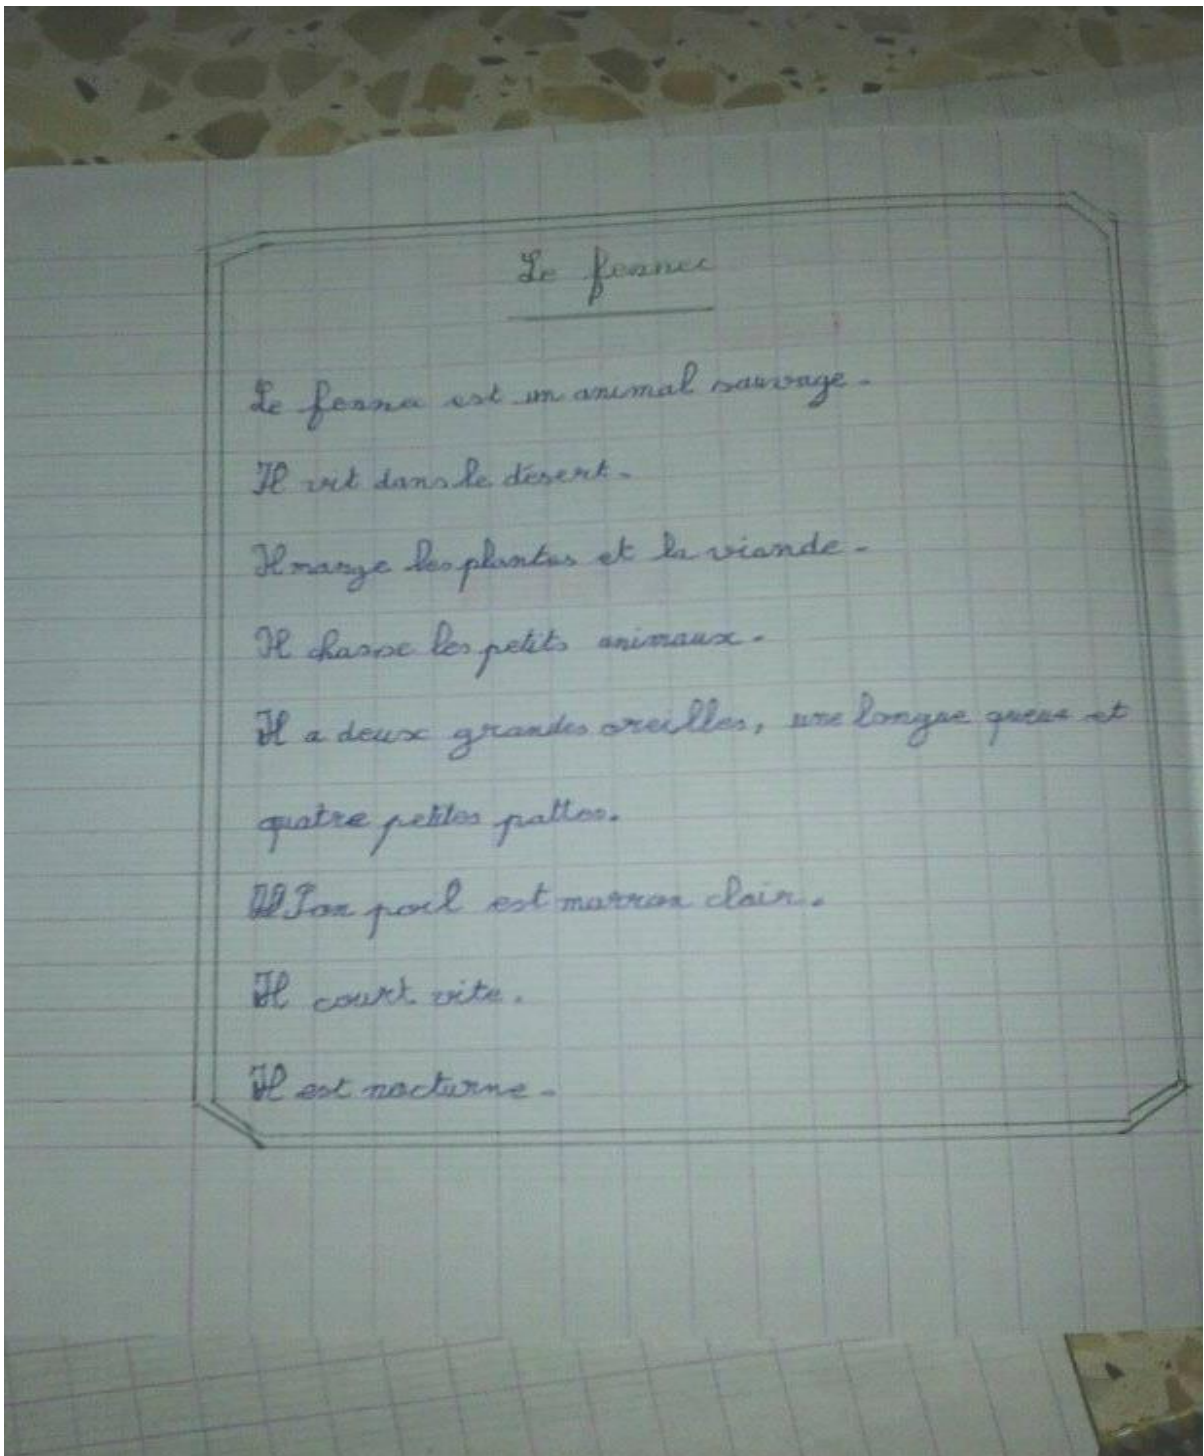 Le fennec
Le fennec est un animal sauvage.
Il vit dans le désert.
Il mange les plantes et la viande.
Il chasse les petits animaux.
Il a deux grandes oreilles, une longue queue et
quatre petites pattes.
Son poil est marron clair.
Il court vite.
Il est nocturne.